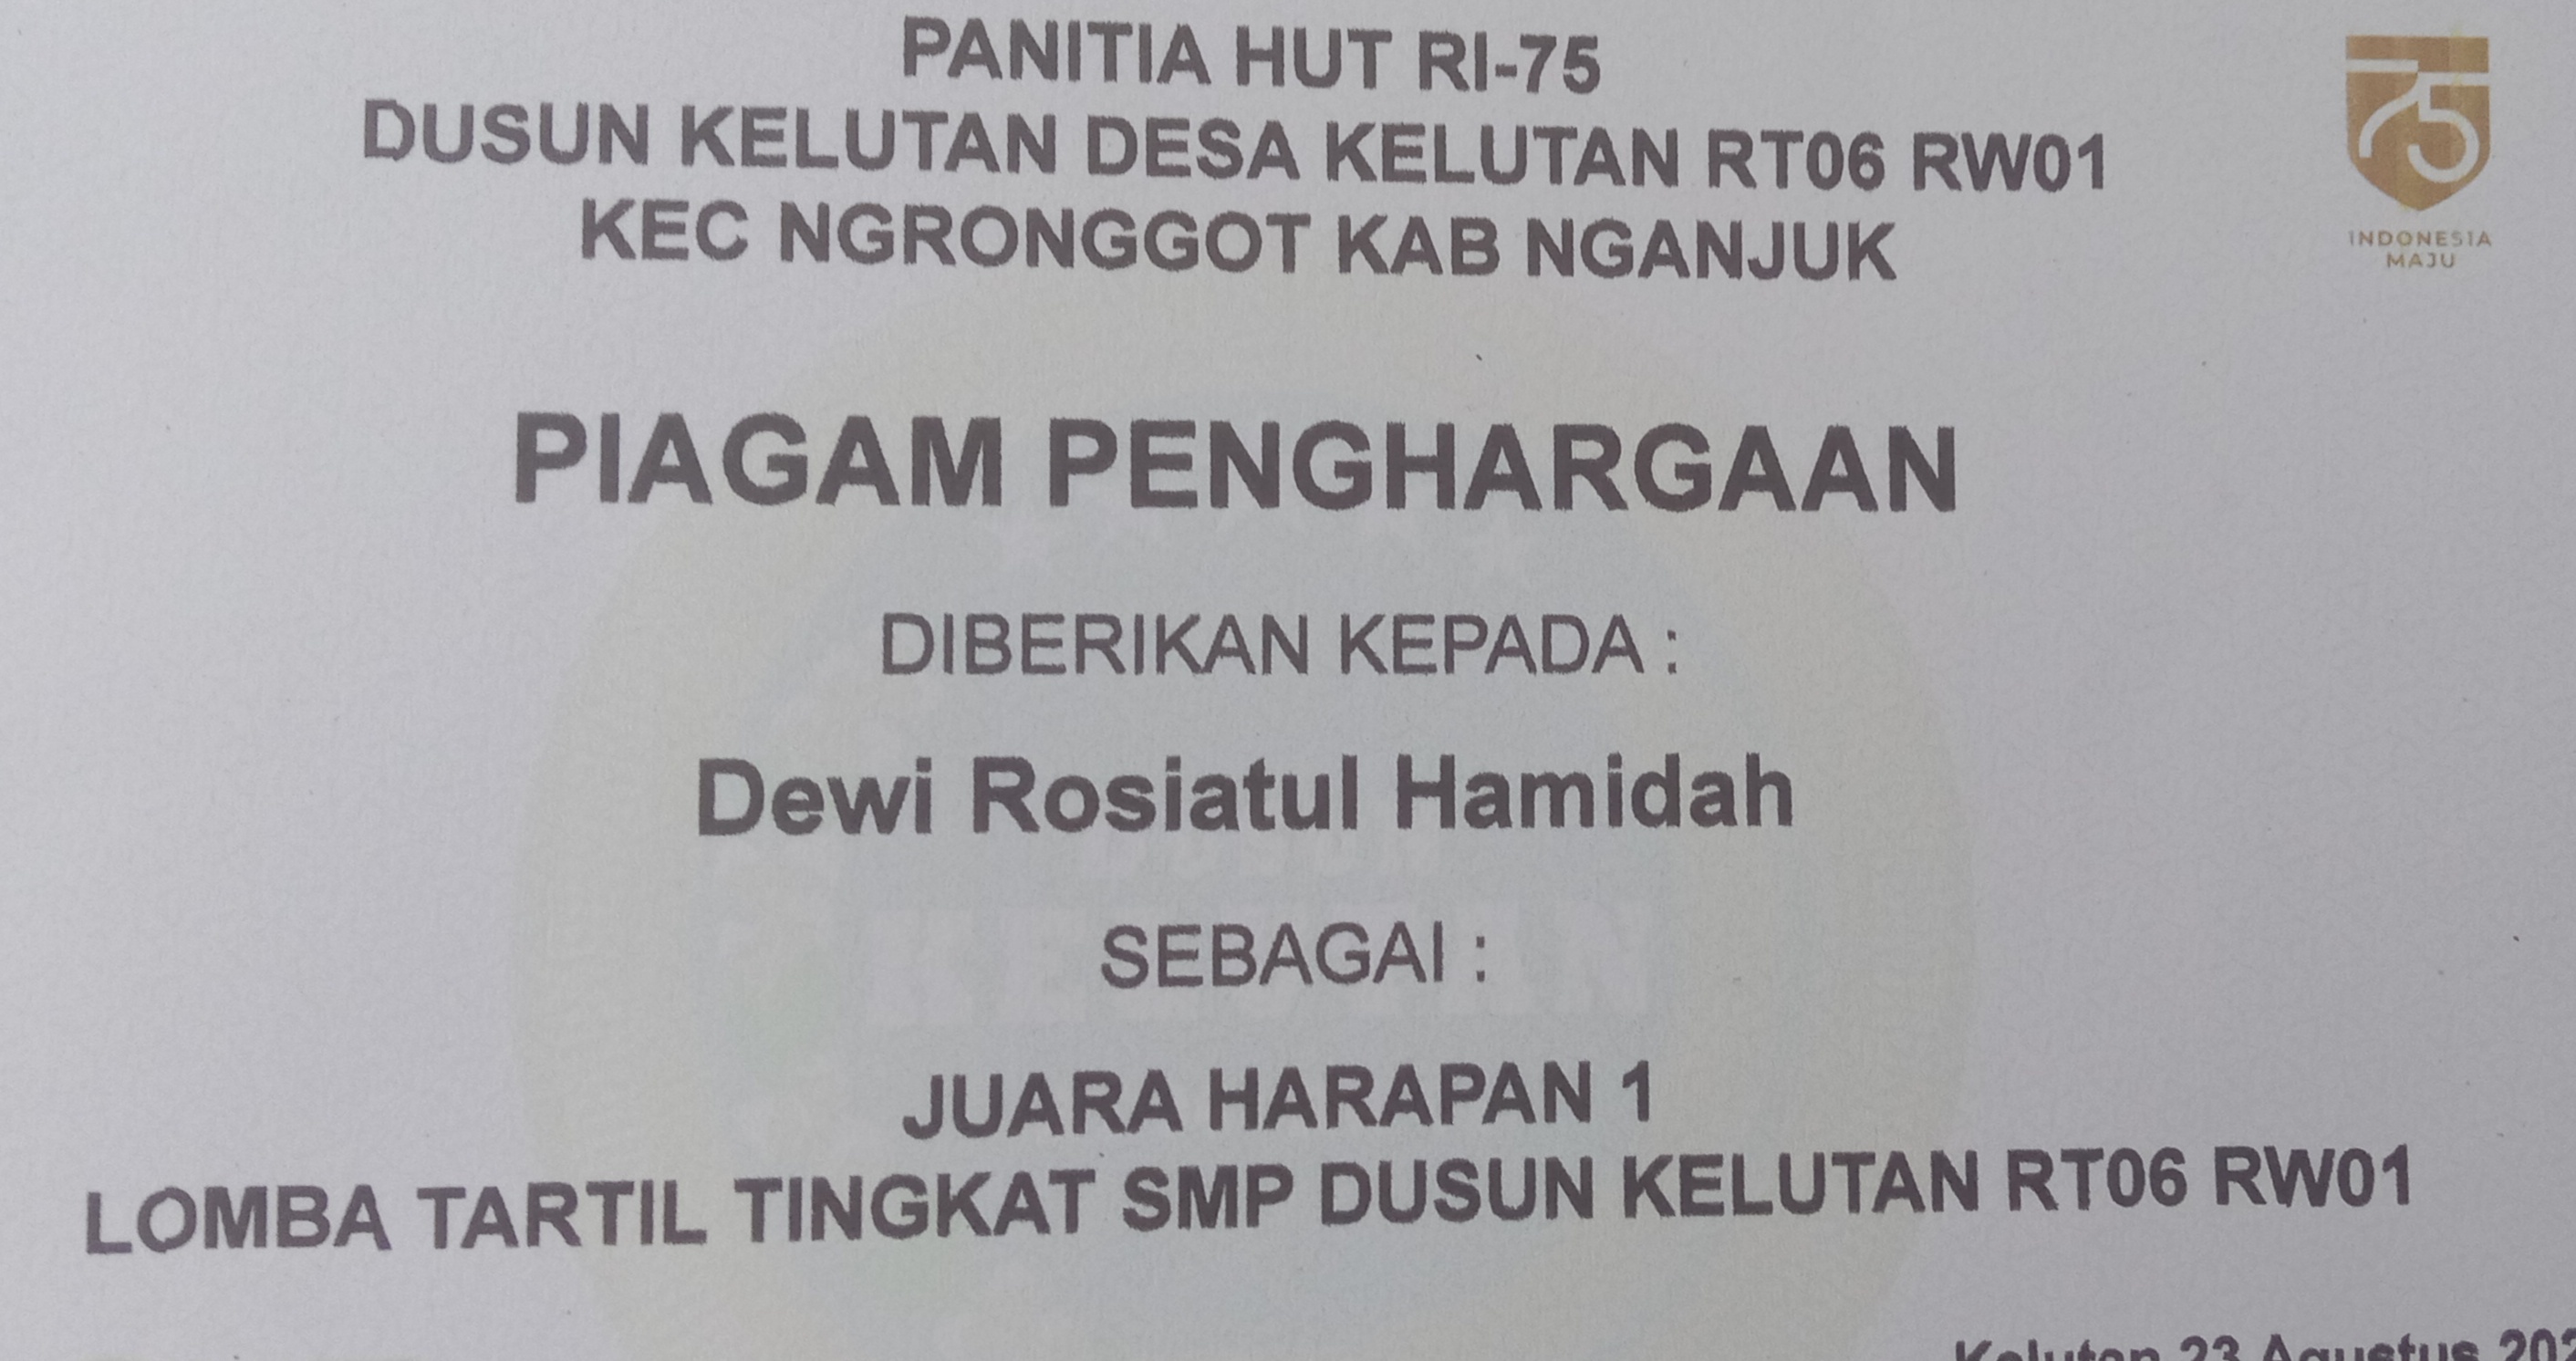 PANITIA HUT RI-75
DUSUN KELUTAN DESA KELUTAN RT06 RW01
KEC NGRONGGOT KAB NGANJUK
75
INDONESIA
MAJU
PIAGAM PENGHARGAAN
DIBERIKAN KEPADA :
Dewi Rosiatul Hamidah
DUSUN
KELUTAN
SEBAGAI :
JUARA HARAPAN 1
LOMBA TARTIL TINGKAT SMP DUSUN KELUTAN RT06 RW01
Kelutan 23 Agustus